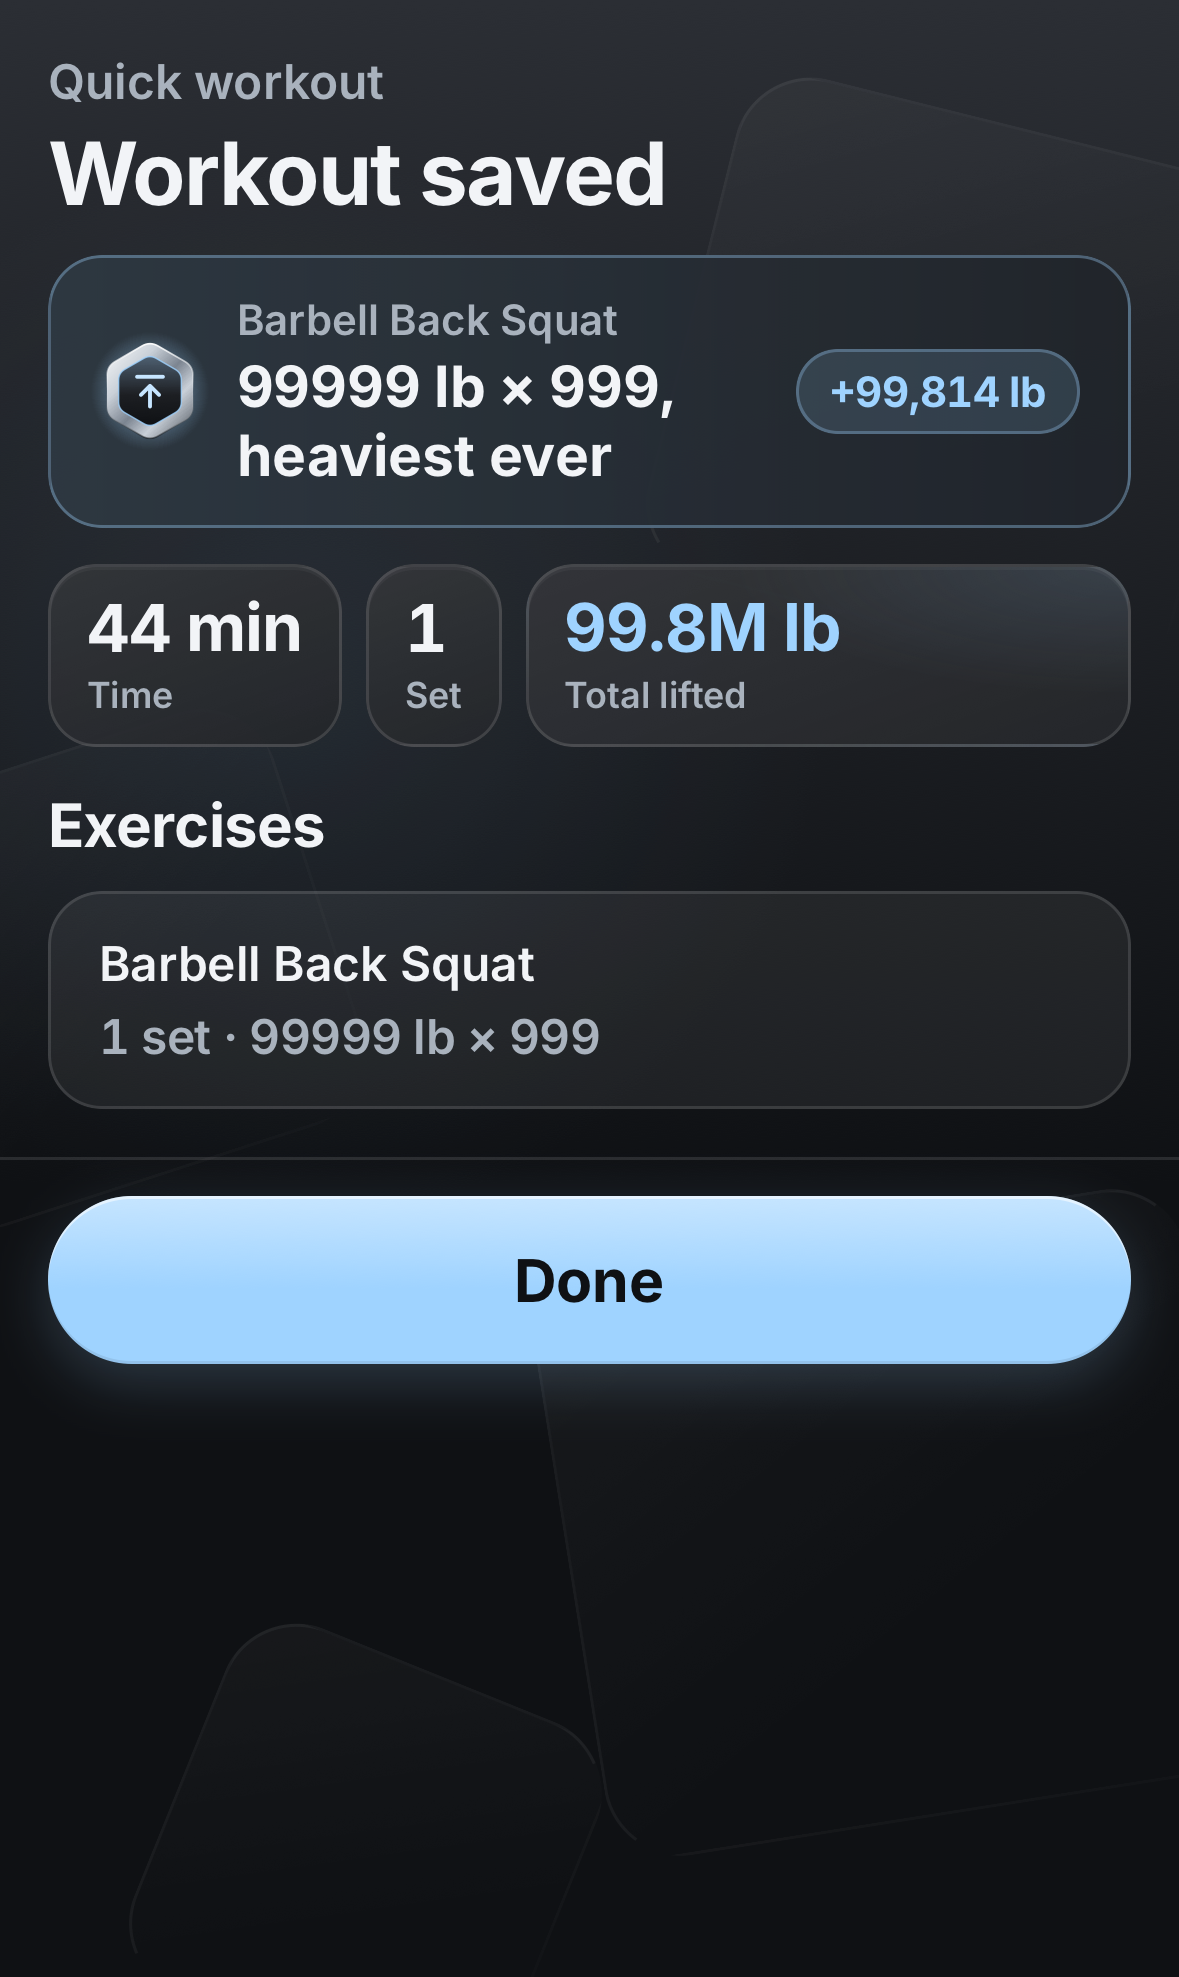 Quick workout
Workout saved
Barbell Back Squat
99999 lb × 999,
heaviest ever
+99,814 lb
44 min
Time
1
Set
99.8M lb
Total lifted
Exercises
Barbell Back Squat
1 set · 99999 lb × 999
Done